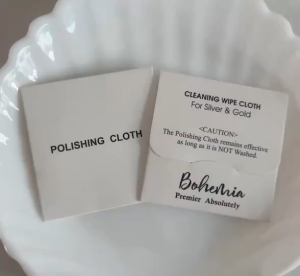 POLISHING CLOTH
CLEANING WIPE CLOTH
For Silver & Gold
<CAUTION>
The Polishing Cloth remains effective
as long as it is NOT Washed.
Bohemia
Premier Absolutely